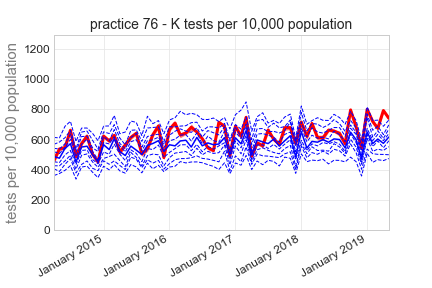 practice 76 - K tests per 10,000 population
tests per 10,000 population
1200
1000
800
600
400
200
0
January 2015
January 2016
January 2017
January 2018
January 2019